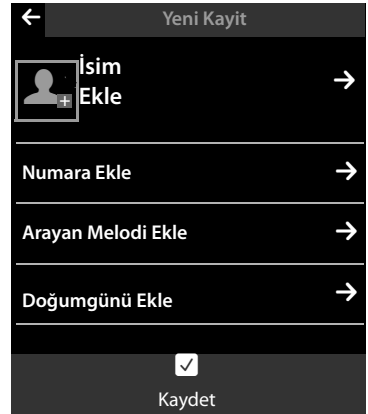 Yeni Kayit
İsim
Ekle
Numara Ekle
Arayan Melodi Ekle
Doğumgünü Ekle
Kaydet